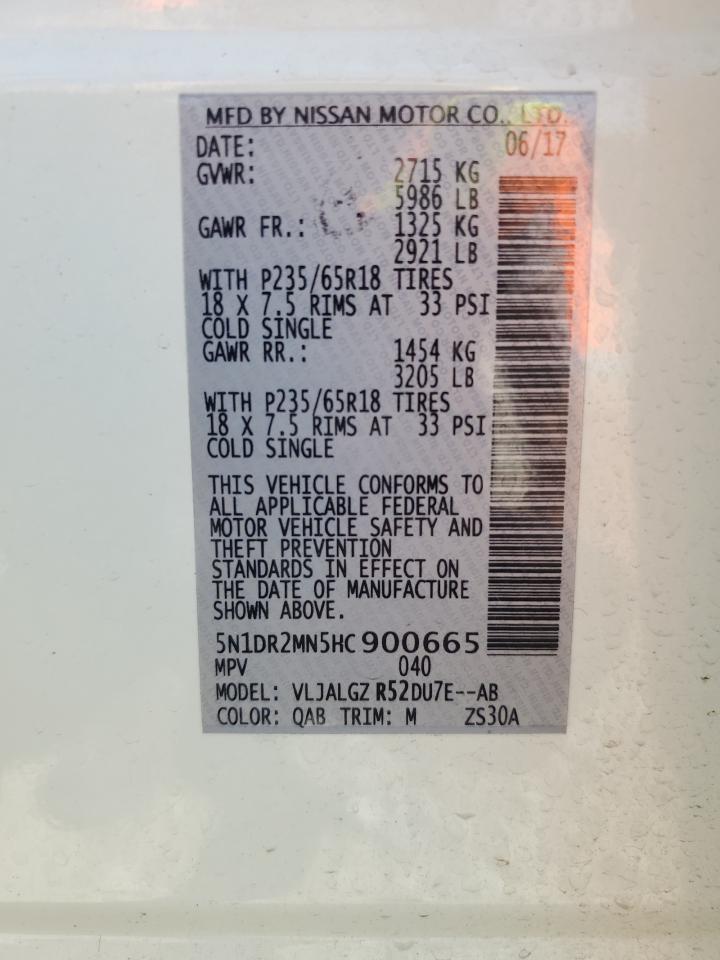 MFD BY NISSAN MOTOR CO., LTD.
DATE: 06/17
GVWR: 2715 KG
5986 LB
GAWR FR.: 1325 KG
2921 LB
WITH P235/65R18 TIRES
18 X 7.5 RIMS AT 33 PSI
COLD SINGLE
GAWR RR.: 1454 KG
3205 LB
WITH P235/65R18 TIRES
18 X 7.5 RIMS AT 33 PSI
COLD SINGLE
THIS VEHICLE CONFORMS TO
ALL APPLICABLE FEDERAL
MOTOR VEHICLE SAFETY AND
THEFT PREVENTION
STANDARDS IN EFFECT ON
THE DATE OF MANUFACTURE
SHOWN ABOVE.
5N1DR2MN5HC900665
MPV 040
MODEL: VLJALGZ R52DU7E--AB
COLOR: QAB TRIM: M ZS30A